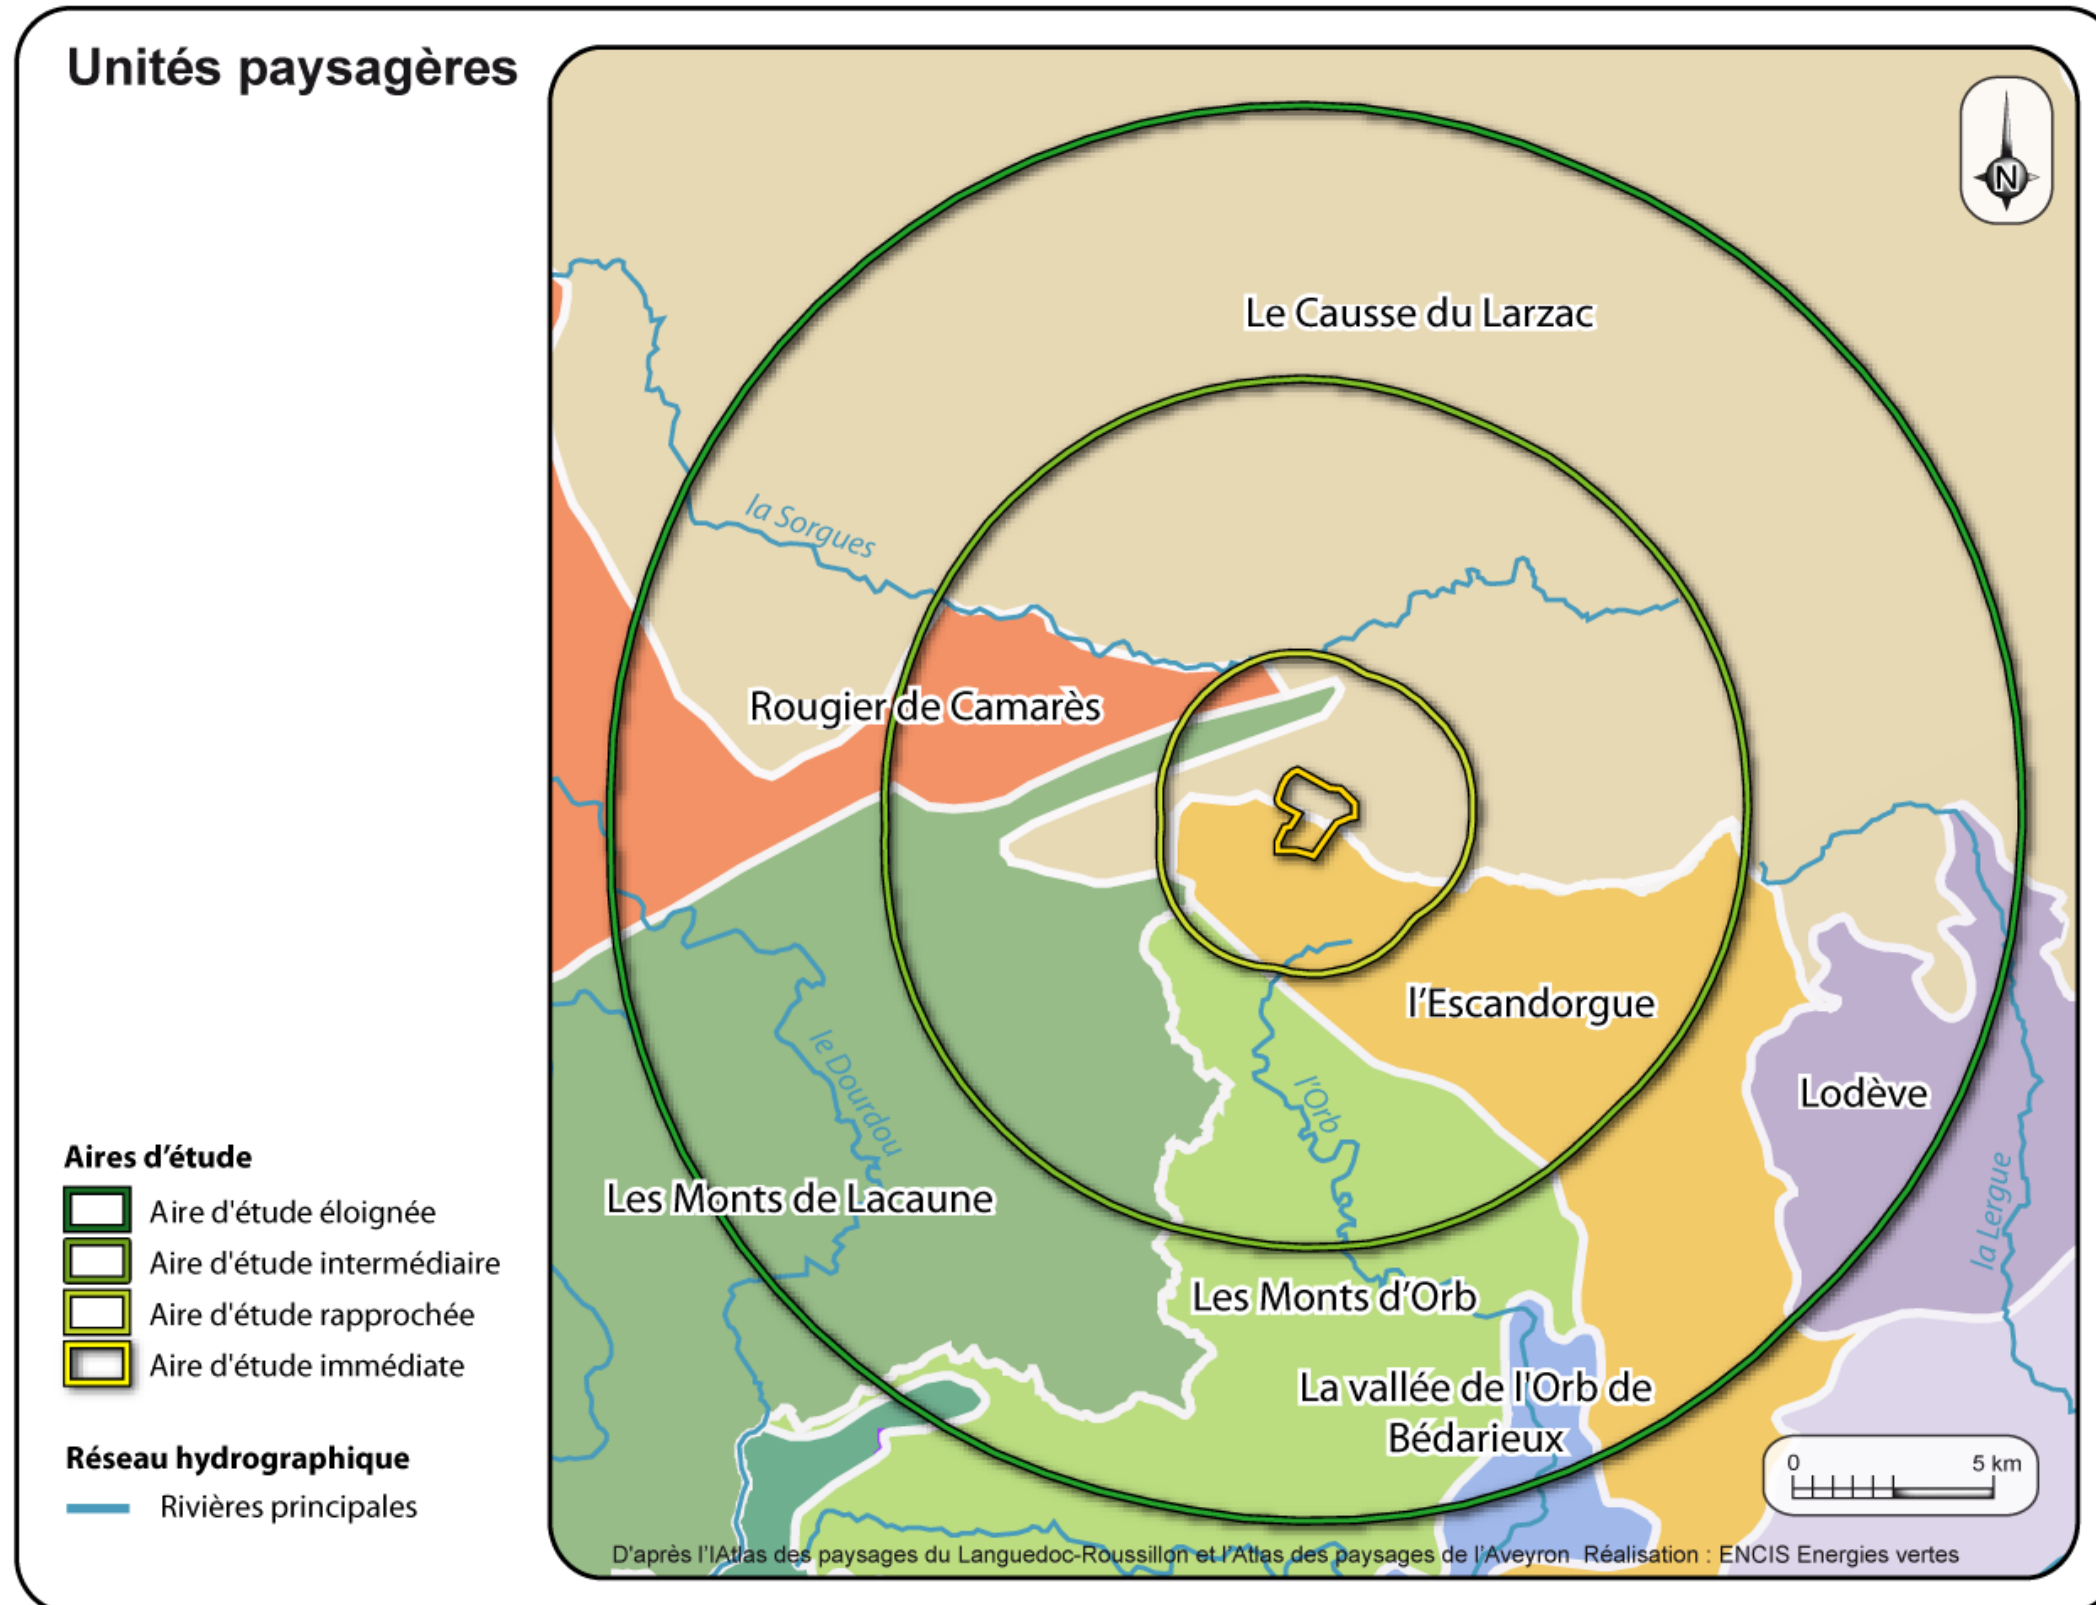 Unités paysagères
N
Le Causse du Larzac
la Sorgues
Rougier de Camarès
l'Escandorgue
le Dourdou
l'Orb
Lodève
la Lergue
Les Monts de Lacaune
Les Monts d'Orb
La vallée de l'Orb de
Bédarieux
Aires d'étude
Aire d'étude éloignée
Aire d'étude intermédiaire
Aire d'étude rapprochée
Aire d'étude immédiate
Réseau hydrographique
Rivières principales
0 5 km
D'après l'lAtlas des paysages du Languedoc-Roussillon et l'Atlas des paysages de l'Aveyron Réalisation : ENCIS Energies vertes